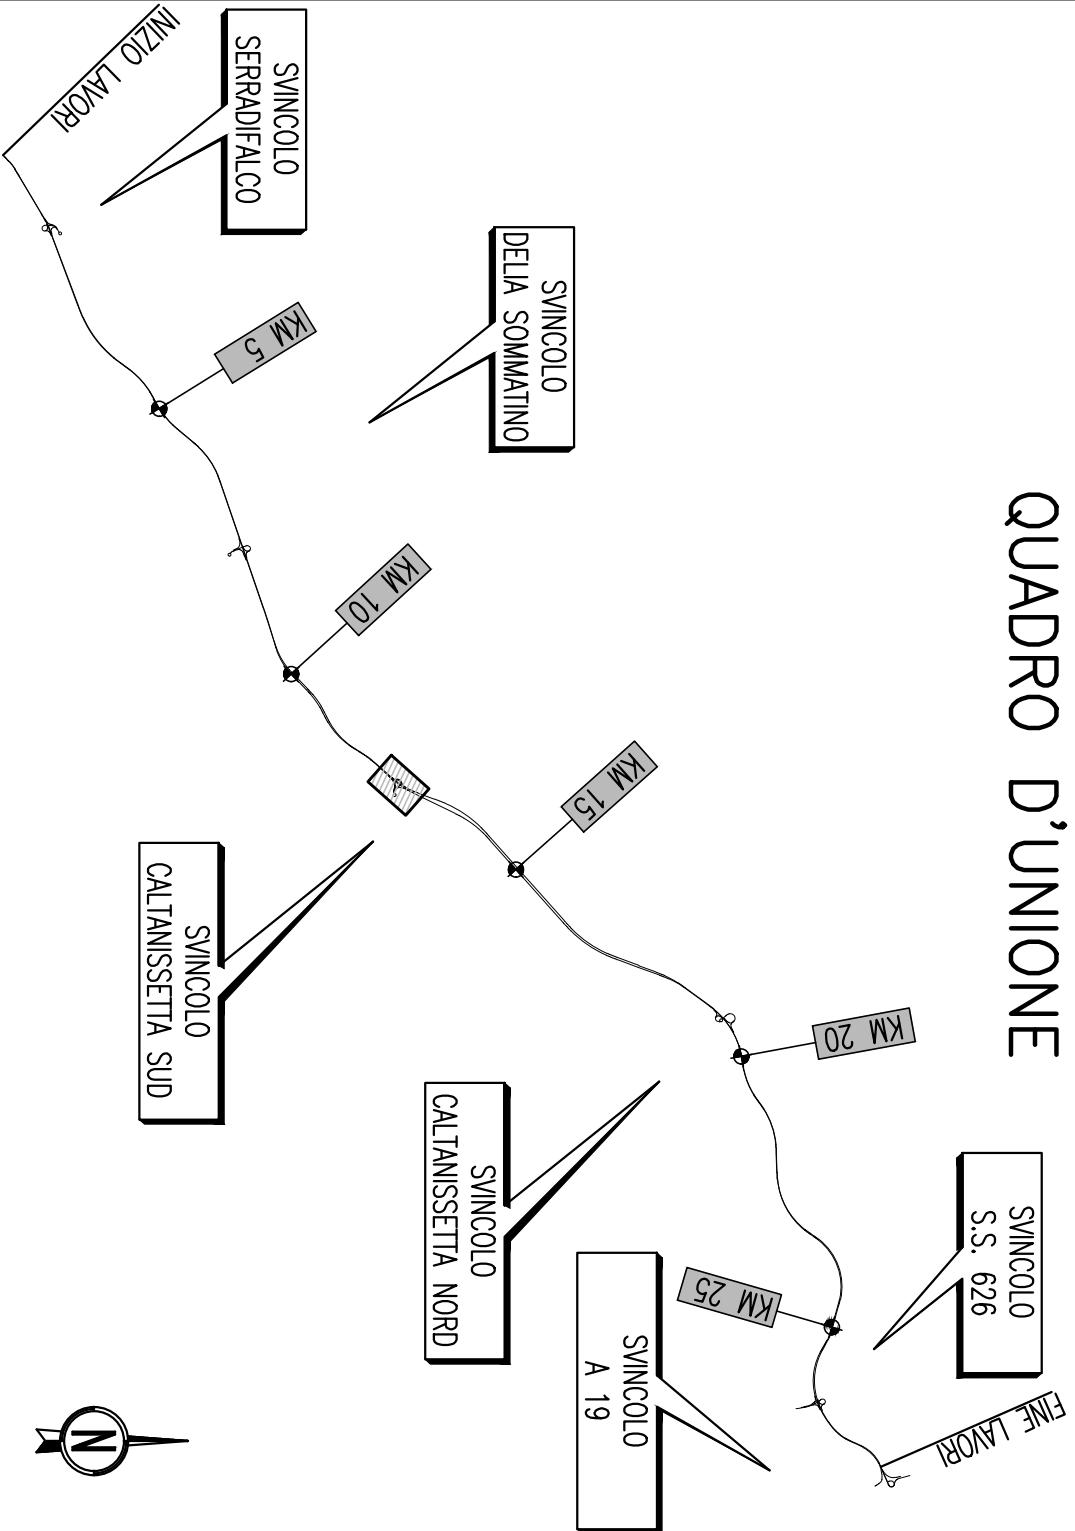 QUADRO D'UNIONE
INIZIO LAVORI
SVINCOLO
SERRADIFALCO
KM 5
SVINCOLO
DELIA SOMMATINO
KM 10
SVINCOLO
CALTANISSETTA SUD
KM 15
SVINCOLO
CALTANISSETTA NORD
KM 20
KM 25
SVINCOLO
S.S. 626
SVINCOLO
A 19
FINE LAVORI
N